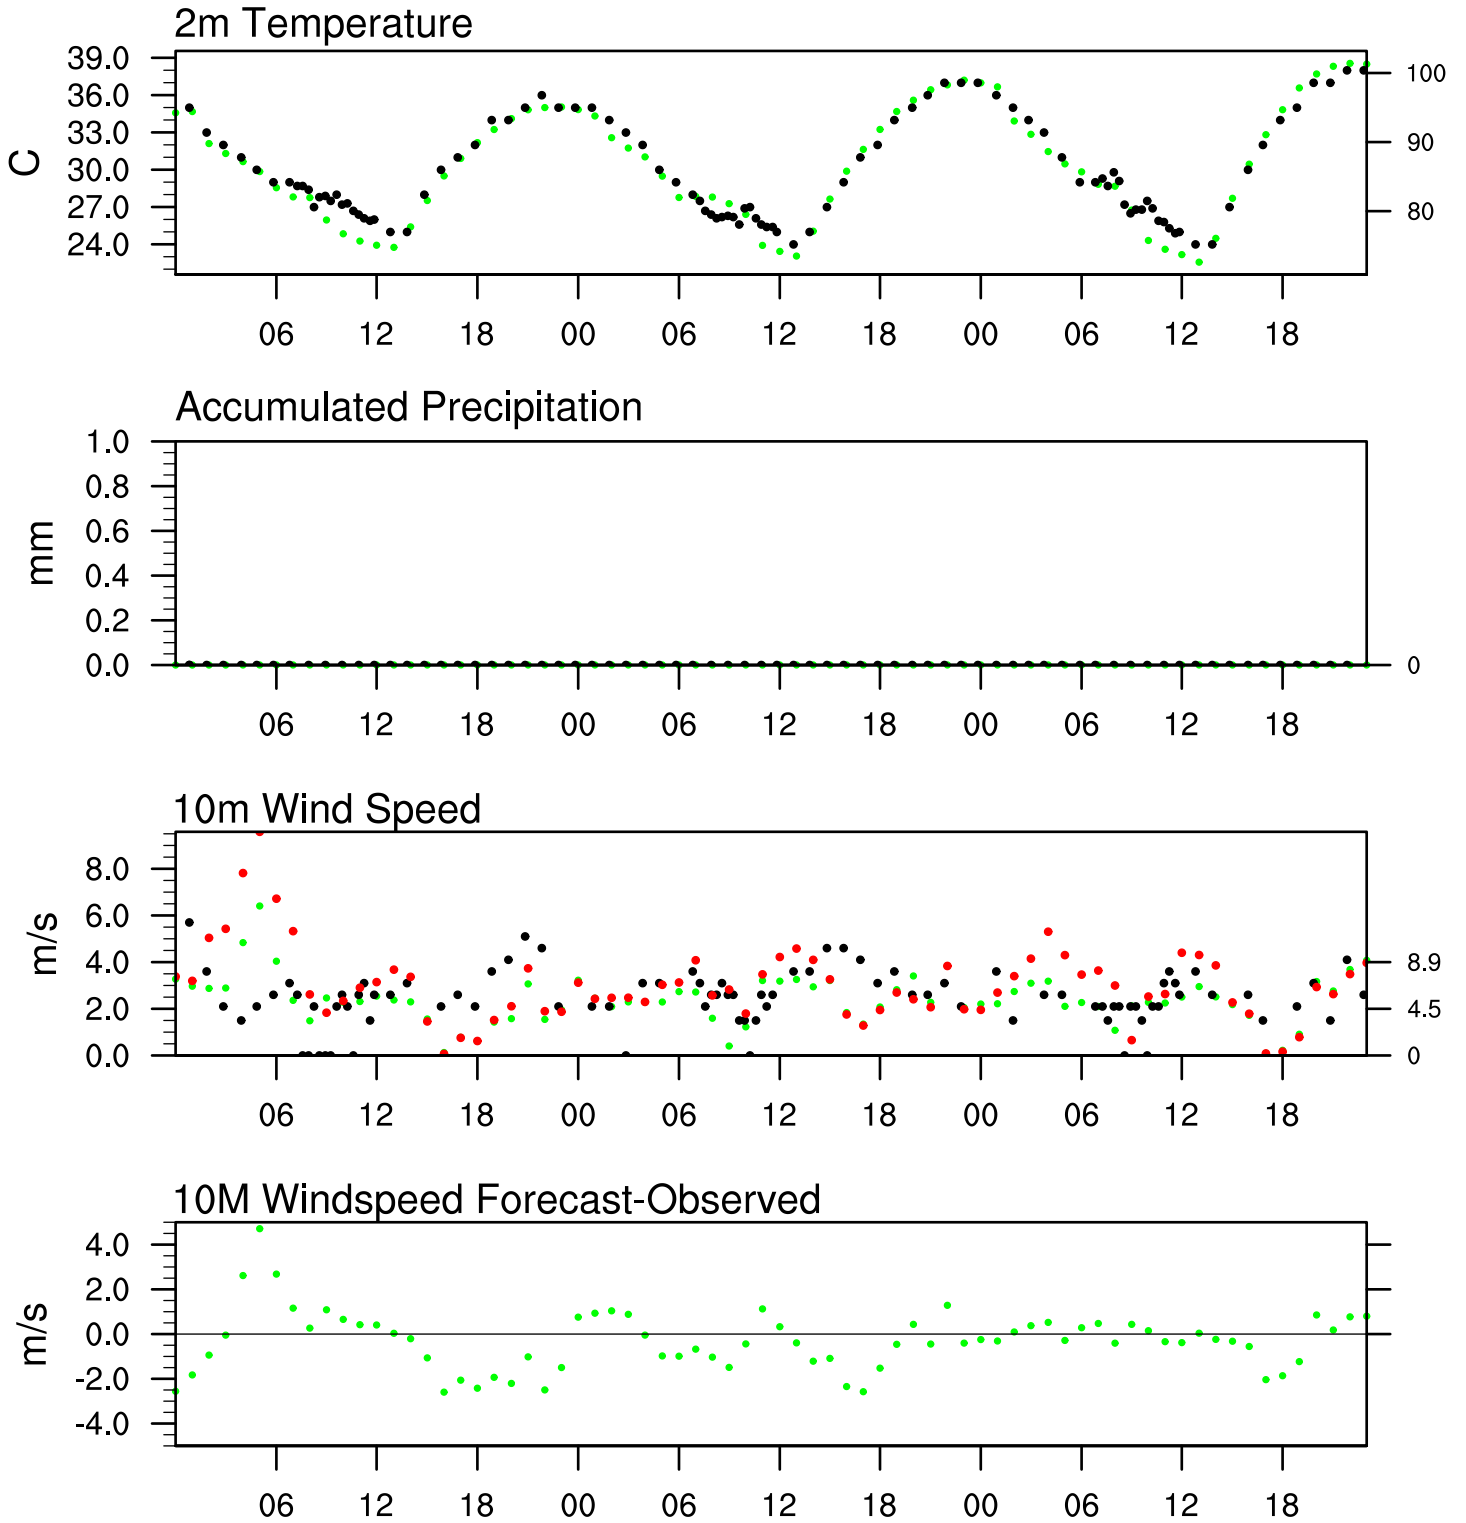 2m Temperature
39.0
36.0
33.0
30.0
27.0
24.0
C
100
90
80
06 12 18 00 06 12 18 00 06 12 18
Accumulated Precipitation
1.0
0.8
0.6
0.4
0.2
0.0
mm
0
06 12 18 00 06 12 18 00 06 12 18
10m Wind Speed
8.0
6.0
4.0
2.0
0.0
m/s
8.9
4.5
0
06 12 18 00 06 12 18 00 06 12 18
10M Windspeed Forecast-Observed
4.0
2.0
0.0
-2.0
-4.0
m/s
06 12 18 00 06 12 18 00 06 12 18